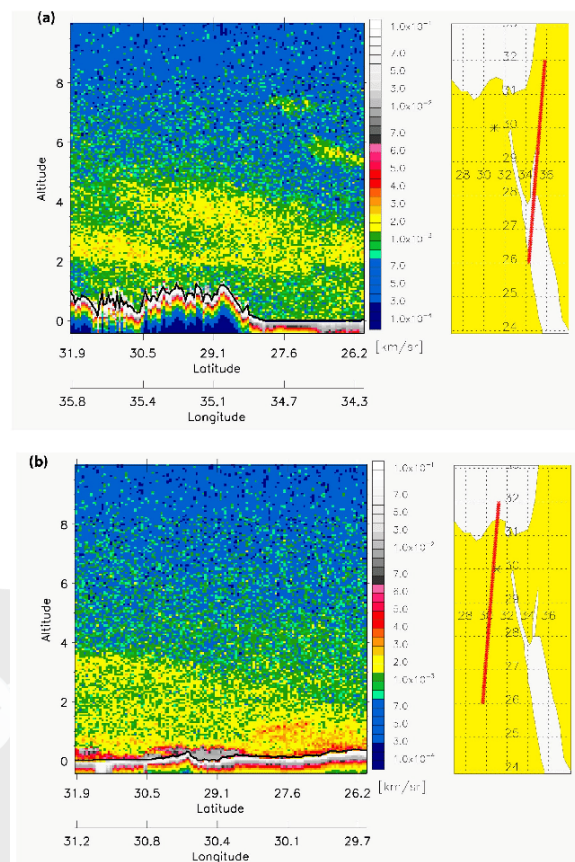 (a)
8
6
4
2
0
Altitude
31.9 30.5 29.1 27.6 26.2
Latitude
35.8 35.4 35.1 34.7 34.3
Longitude
1.0x10⁻¹
7.0
5.0
3.0
1.0x10⁻²
7.0
6.0
5.0
4.0
3.0
2.0
1.0x10⁻³
7.0
5.0
3.0
1.0x10⁻⁴
[km/sr]
32
31
30
28 30 32 34 36
28
27
26
25
24
(b)
8
6
4
2
0
Altitude
31.9 30.5 29.1 27.6 26.2
Latitude
31.2 30.8 30.4 30.1 29.7
Longitude
1.0x10⁻¹
7.0
5.0
3.0
1.0x10⁻²
7.0
6.0
5.0
4.0
3.0
2.0
1.0x10⁻³
7.0
5.0
3.0
1.0x10⁻⁴
[km/sr]
32
31
30
28 30 32 34 36
28
27
26
25
24